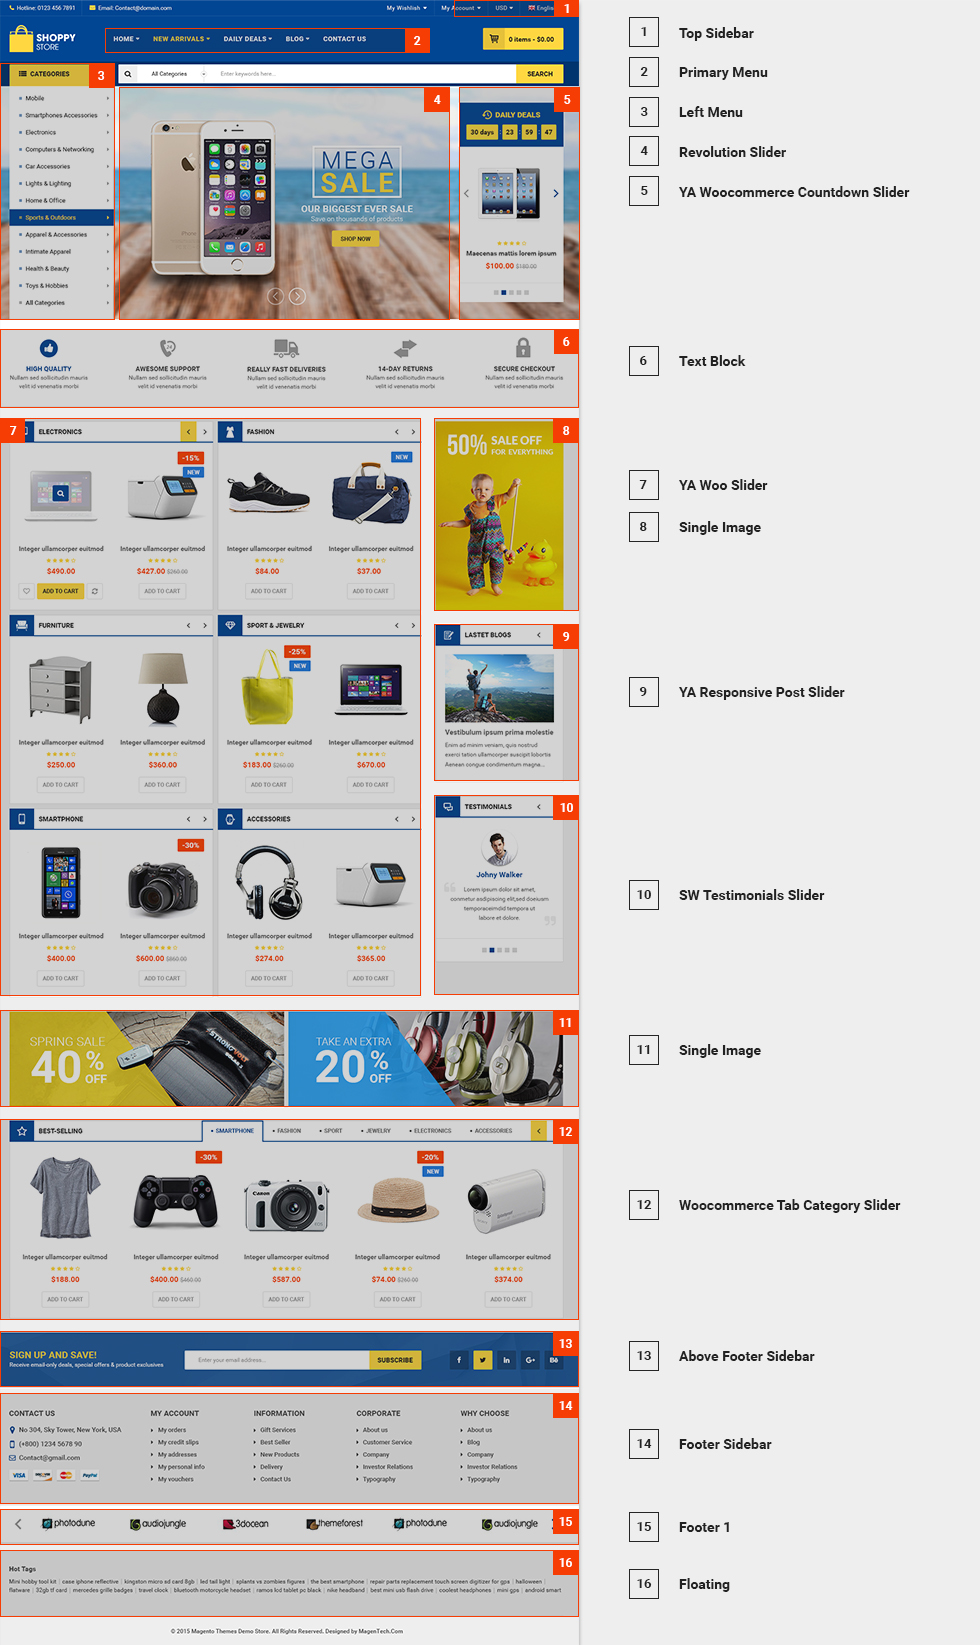 Hotline: 0123 456 7891
Email: Contact@domain.com
My Wishlist
My Account
USD
1
SHOPPY
STORE
HOME
NEW ARRIVALS
DAILY DEALS
BLOG
CONTACT US
2
0 items - $0.00
CATEGORIES
3
All Categories
Enter keywords here...
SEARCH
Mobile
Smartphones Accessories
Electronics
Computers & Networking
Car Accessories
Lights & Lighting
Home & Office
Sports & Outdoors
Apparel & Accessories
Intimate Apparel
Health & Beauty
Toys & Hobbies
All Categories
4
MEGA
SALE
OUR BIGGEST EVER SALE
Save on thousands of products
SHOP NOW
5
DAILY DEALS
30 days : 23 : 59 : 47
Maecenas mattis lorem ipsum
$100.00 $180.00
6
HIGH QUALITY
Nullam sed sollicitudin mauris
velit id venenatis morbi
AWESOME SUPPORT
Nullam sed sollicitudin mauris
velit id venenatis morbi
REALLY FAST DELIVERIES
Nullam sed sollicitudin mauris
velit id venenatis morbi
14-DAY RETURNS
Nullam sed sollicitudin mauris
velit id venenatis morbi
SECURE CHECKOUT
Nullam sed sollicitudin mauris
velit id venenatis morbi
7
ELECTRONICS
-15%
NEW
Integer ullamcorper euitmod
$490.00
ADD TO CART
Integer ullamcorper euitmod
$427.00 $260.00
ADD TO CART
FASHION
NEW
Integer ullamcorper euitmod
$84.00
ADD TO CART
Integer ullamcorper euitmod
$37.00
ADD TO CART
8
50% SALE OFF
FOR EVERYTHING
FURNITURE
Integer ullamcorper euitmod
$250.00
ADD TO CART
Integer ullamcorper euitmod
$360.00
ADD TO CART
SPORT & JEWELRY
-25%
NEW
Integer ullamcorper euitmod
$183.00 $260.00
ADD TO CART
Integer ullamcorper euitmod
$670.00
ADD TO CART
9
LASTET BLOGS
Vestibulum ipsum prima molestie
Enim ad minim veniam, quis nostrud
exerci tation ullamcorper suscipit lobortis
Aenean congue condimentum magna...
SMARTPHONE
-30%
Integer ullamcorper euitmod
$400.00
ADD TO CART
Integer ullamcorper euitmod
$600.00 $860.00
ADD TO CART
ACCESSORIES
Integer ullamcorper euitmod
$274.00
ADD TO CART
Integer ullamcorper euitmod
$365.00
ADD TO CART
10
TESTIMONIALS
Johny Walker
Lorem ipsum dolor sit amet,
conmetur asdipiscing elit,sed doeiusm
temporaceimdid tempora ut
labore et dolore.
11
SPRING SALE
40% OFF
STRONG VOLT
TAKE AN EXTRA
20% OFF
12
BEST-SELLING
SMARTPHONE
FASHION
SPORT
JEWELRY
ELECTRONICS
ACCESSORIES
Integer ullamcorper euitmod
$188.00
ADD TO CART
-30%
Integer ullamcorper euitmod
$400.00 $460.00
ADD TO CART
Canon
Integer ullamcorper euitmod
$587.00
ADD TO CART
-20%
NEW
Integer ullamcorper euitmod
$74.00 $260.00
ADD TO CART
Integer ullamcorper euitmod
$374.00
ADD TO CART
13
SIGN UP AND SAVE!
Receive email-only deals, special offers & product exclusives
Enter your email address...
SUBSCRIBE
14
CONTACT US
No 304, Sky Tower, New York, USA
(+800) 1234 5678 90
Contact@gmail.com
VISA
PayPal
MY ACCOUNT
My orders
My credit slips
My addresses
My personal info
My vouchers
INFORMATION
Gift Services
Best Seller
New Products
Delivery
Contact Us
CORPORATE
About us
Customer Service
Company
Investor Relations
Typography
WHY CHOOSE
About us
Blog
Company
Investor Relations
Typography
15
photodune
audiojungle
3docean
themeforest
photodune
audiojungle
16
Hot Tags
Mini hobby tool kit | case iphone reflective | kingston micro sd card 8gb | led tail light | aplants vs zombies figures | the best smartphone | repair parts replacement touch screen digitizer for gps | halloween |
flatware | 32gb tf card | mercedes grille badges | travel clock | bluetooth motorcycle headset | ramos lcd tablet pc black | nike headband | best mini usb flash drive | coolest headphones | mini gps | android smart
© 2015 Magento Themes Demo Store. All Rights Reserved. Designed by MagenTech.Com
1 Top Sidebar
2 Primary Menu
3 Left Menu
4 Revolution Slider
5 YA Woocommerce Countdown Slider
6 Text Block
7 YA Woo Slider
8 Single Image
9 YA Responsive Post Slider
10 SW Testimonials Slider
11 Single Image
12 Woocommerce Tab Category Slider
13 Above Footer Sidebar
14 Footer Sidebar
15 Footer 1
16 Floating